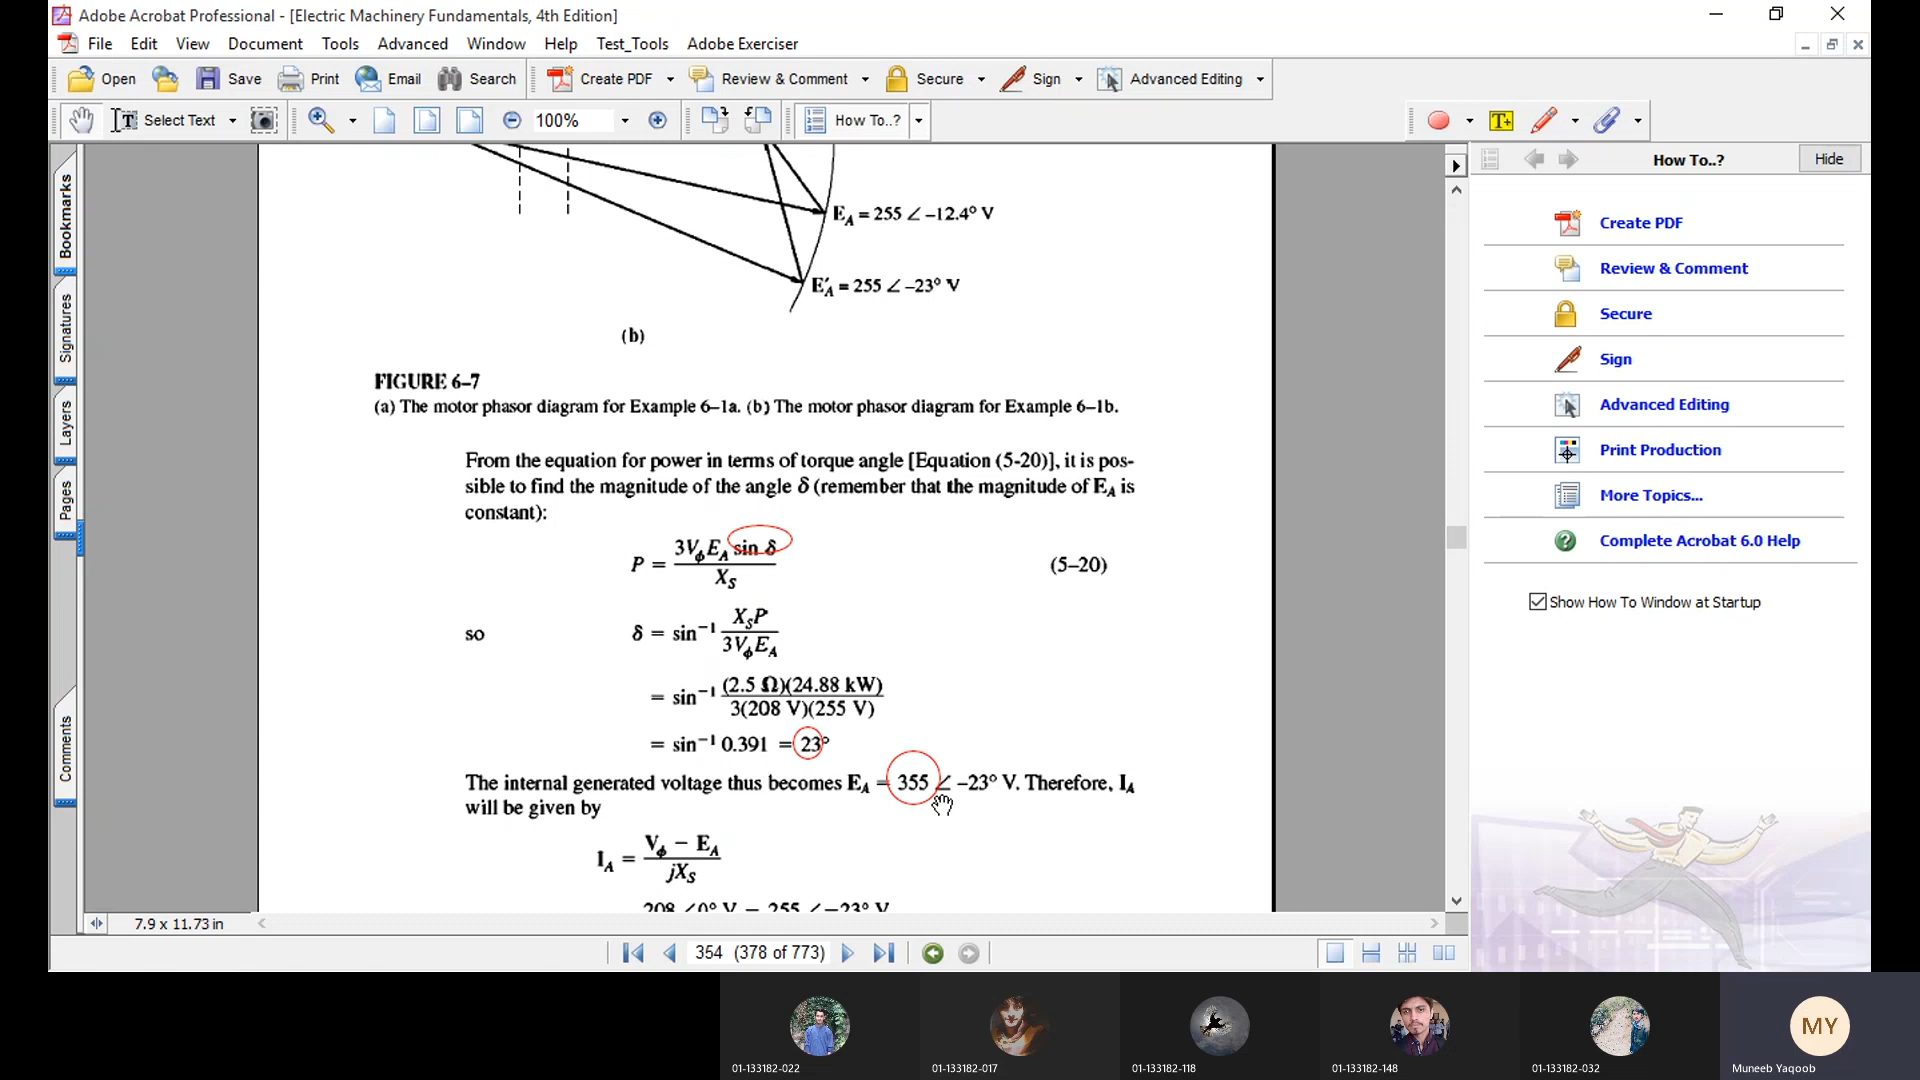 Adobe Acrobat Professional - [Electric Machinery Fundamentals, 4th Edition]
File Edit View Document Tools Advanced Window Help Test_Tools Adobe Exerciser
Open Save Print Email Search Create PDF Review & Comment Secure Sign Advanced Editing
Select Text 100% How To..?
How To..? Hide
Bookmarks
Signatures
Layers
Pages
Comments
E_A = 255 ∠ –12.4° V
E′_A = 255 ∠ –23° V
(b)
FIGURE 6–7
(a) The motor phasor diagram for Example 6–1a. (b) The motor phasor diagram for Example 6–1b.
From the equation for power in terms of torque angle [Equation (5-20)], it is pos-
sible to find the magnitude of the angle δ (remember that the magnitude of E_A is
constant):
P = 3V_ϕE_A sin δ / X_S (5–20)
so δ = sin⁻¹ X_SP / 3V_ϕE_A
= sin⁻¹ (2.5 Ω)(24.88 kW) / 3(208 V)(255 V)
= sin⁻¹ 0.391 = 23°
The internal generated voltage thus becomes E_A = 355 ∠ –23° V. Therefore, I_A
will be given by
I_A = V_ϕ – E_A / jX_S
208 ∠0° V – 255 ∠–23° V
Create PDF
Review & Comment
Secure
Sign
Advanced Editing
Print Production
More Topics...
Complete Acrobat 6.0 Help
Show How To Window at Startup
7.9 x 11.73 in
354 (378 of 773)
MY
01-133182-022 01-133182-017 01-133182-118 01-133182-148 01-133182-032 Muneeb Yaqoob